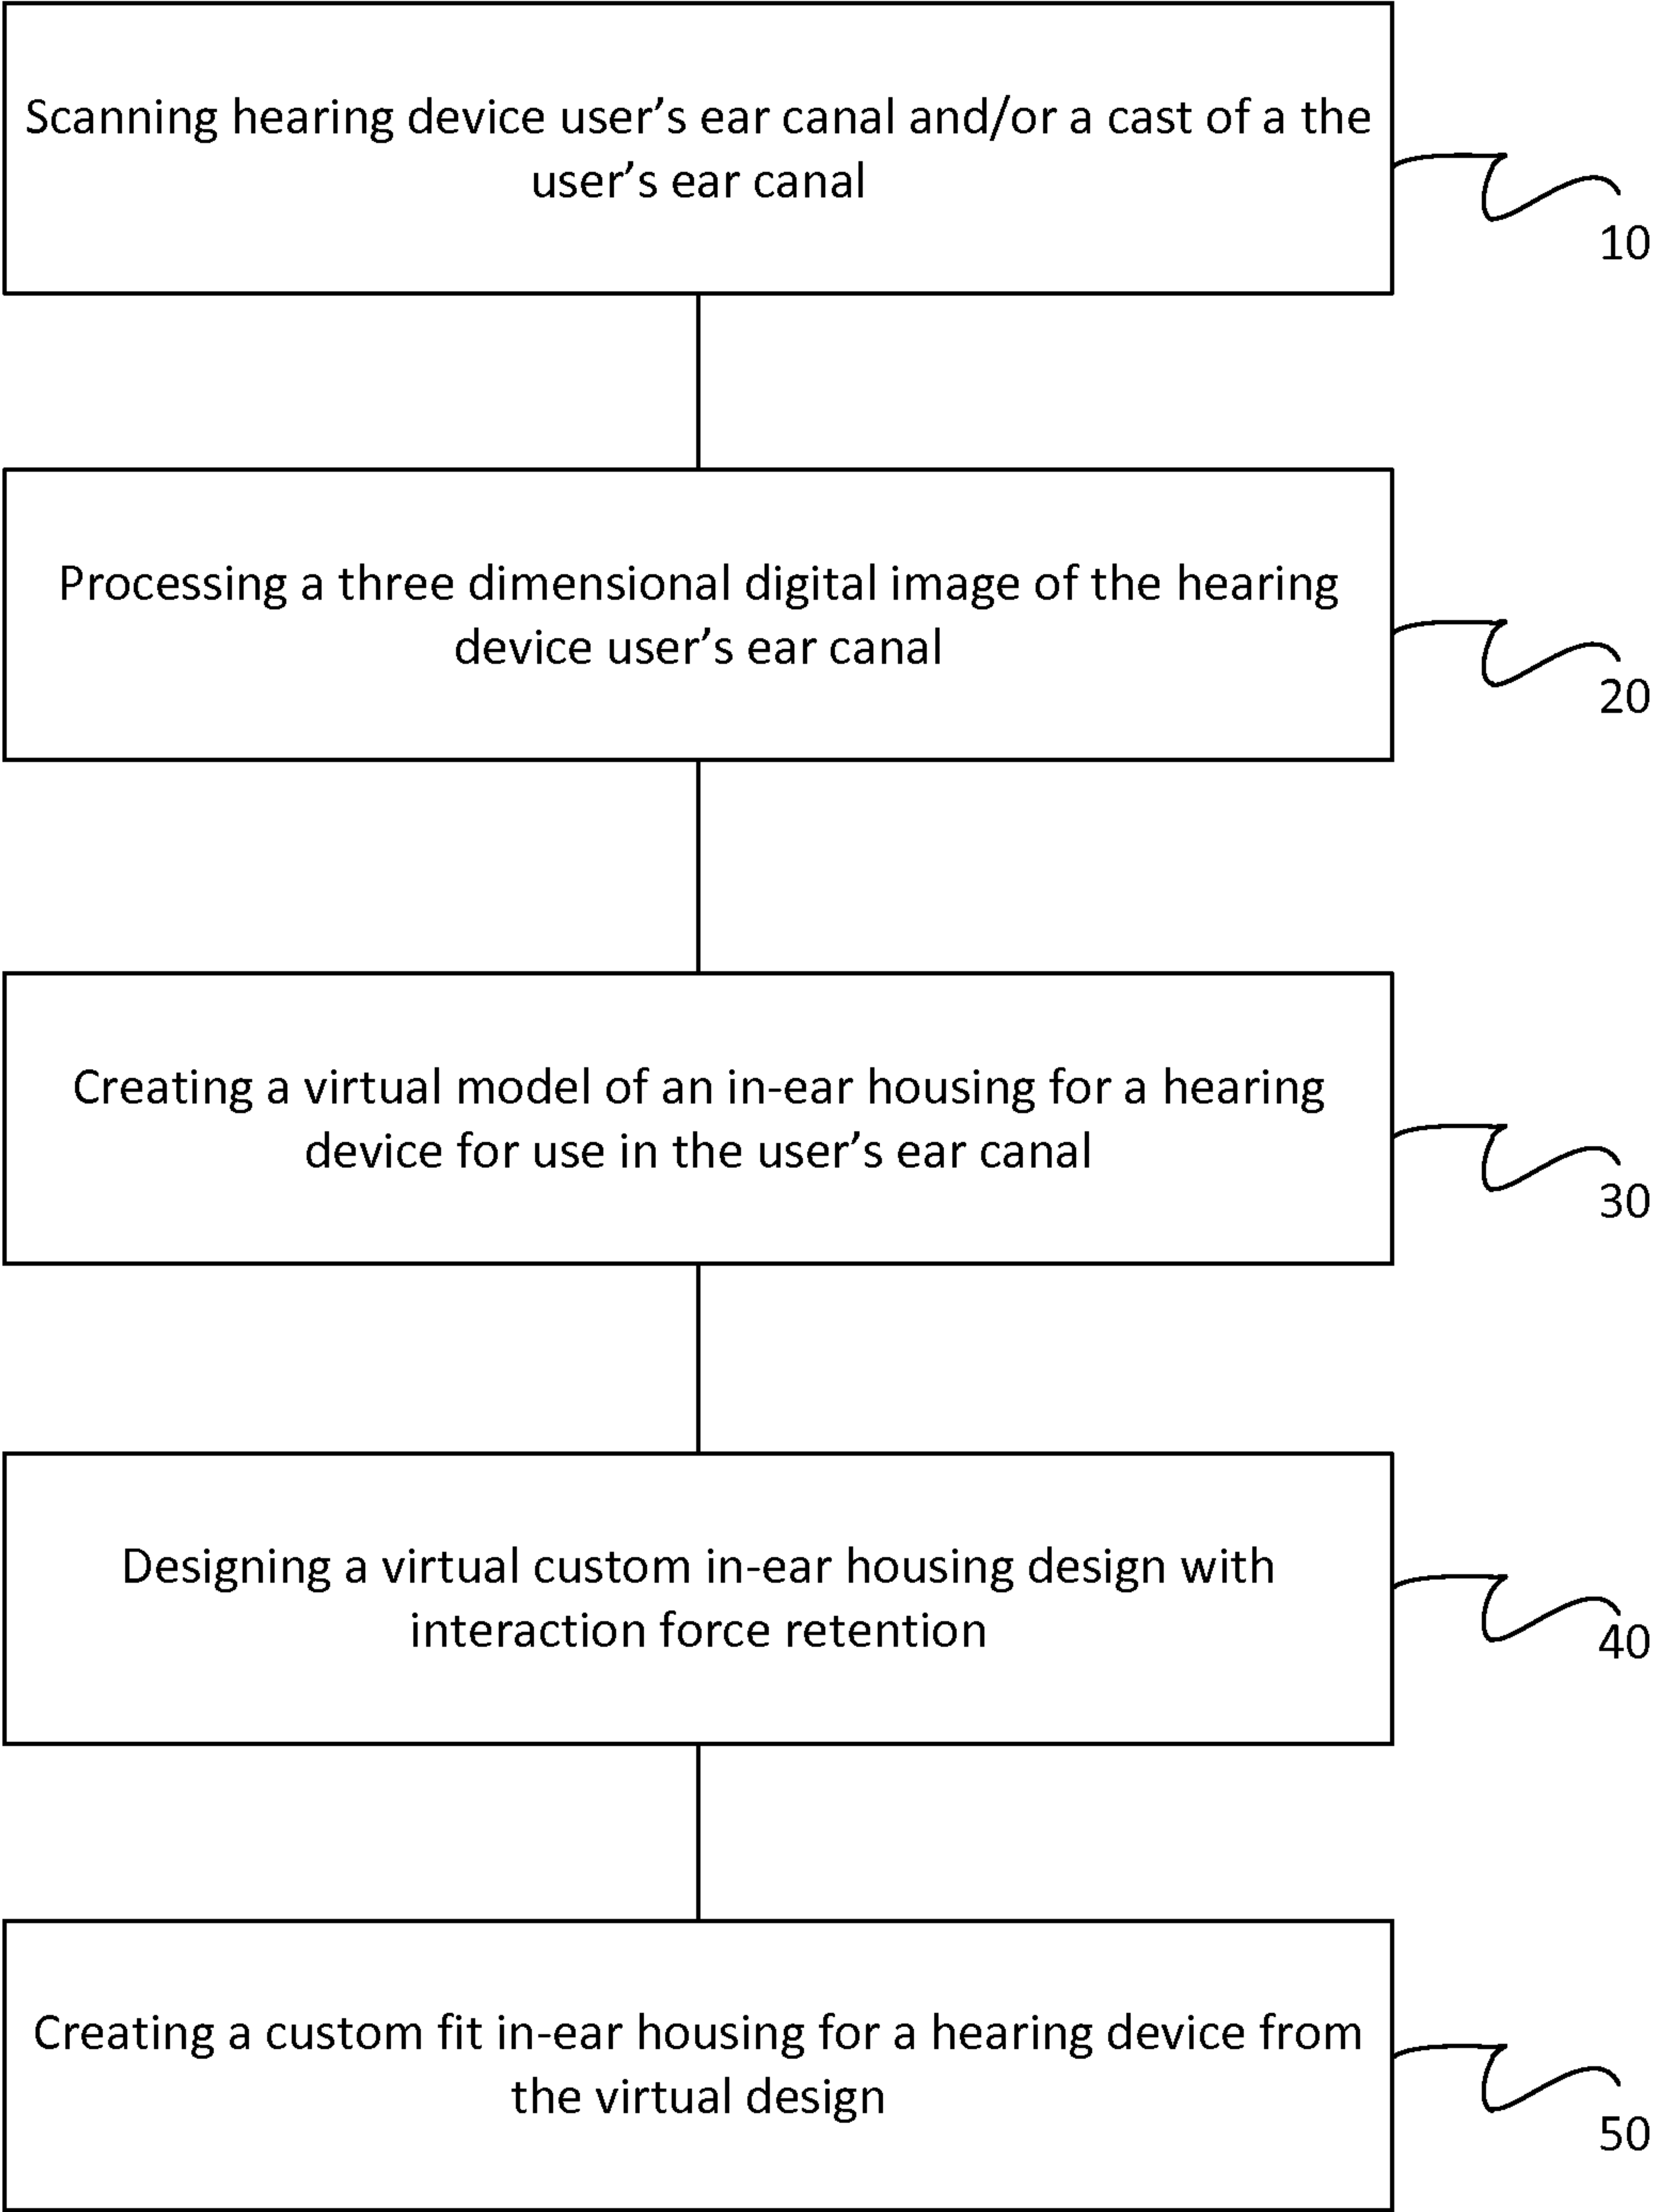 Scanning hearing device user’s ear canal and/or a cast of a the
user’s ear canal
10
Processing a three dimensional digital image of the hearing
device user’s ear canal
20
Creating a virtual model of an in-ear housing for a hearing
device for use in the user’s ear canal
30
Designing a virtual custom in-ear housing design with
interaction force retention
40
Creating a custom fit in-ear housing for a hearing device from
the virtual design
50